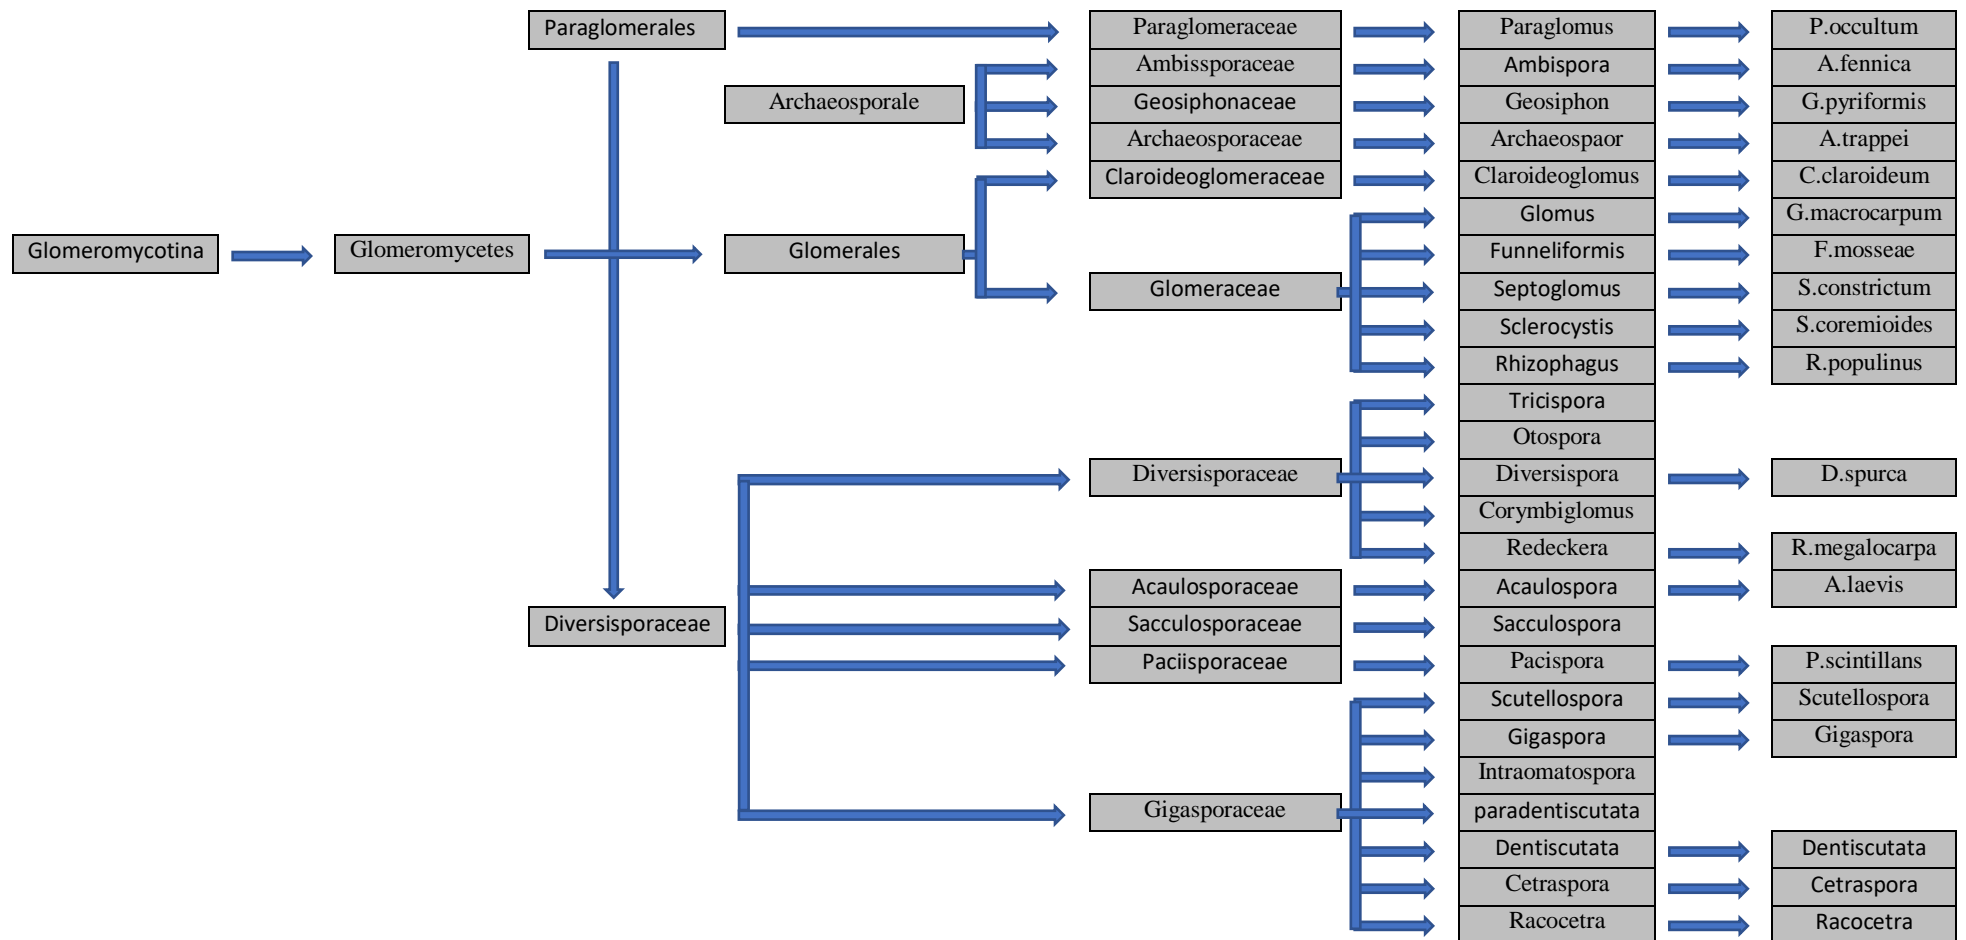 Paraglomerales
Paraglomeraceae
Paraglomus
P.occultum
Ambissporaceae
Ambispora
A.fennica
Archaeosporale
Geosiphonaceae
Geosiphon
G.pyriformis
Archaeosporaceae
Archaeospaor
A.trappei
Claroideoglomeraceae
Claroideoglomus
C.claroideum
Glomus
G.macrocarpum
Glomeromycotina
Glomeromycetes
Glomerales
Funneliformis
F.mosseae
Glomeraceae
Septoglomus
S.constrictum
Sclerocystis
S.coremioides
Rhizophagus
R.populinus
Tricispora
Otospora
Diversisporaceae
Diversispora
D.spurca
Corymbiglomus
Redeckera
R.megalocarpa
Acaulosporaceae
Acaulospora
A.laevis
Diversisporaceae
Sacculosporaceae
Sacculospora
Paciisporaceae
Pacispora
P.scintillans
Scutellospora
Scutellospora
Gigaspora
Gigaspora
Intraomatospora
Gigasporaceae
paradentiscutata
Dentiscutata
Dentiscutata
Cetraspora
Cetraspora
Racocetra
Racocetra